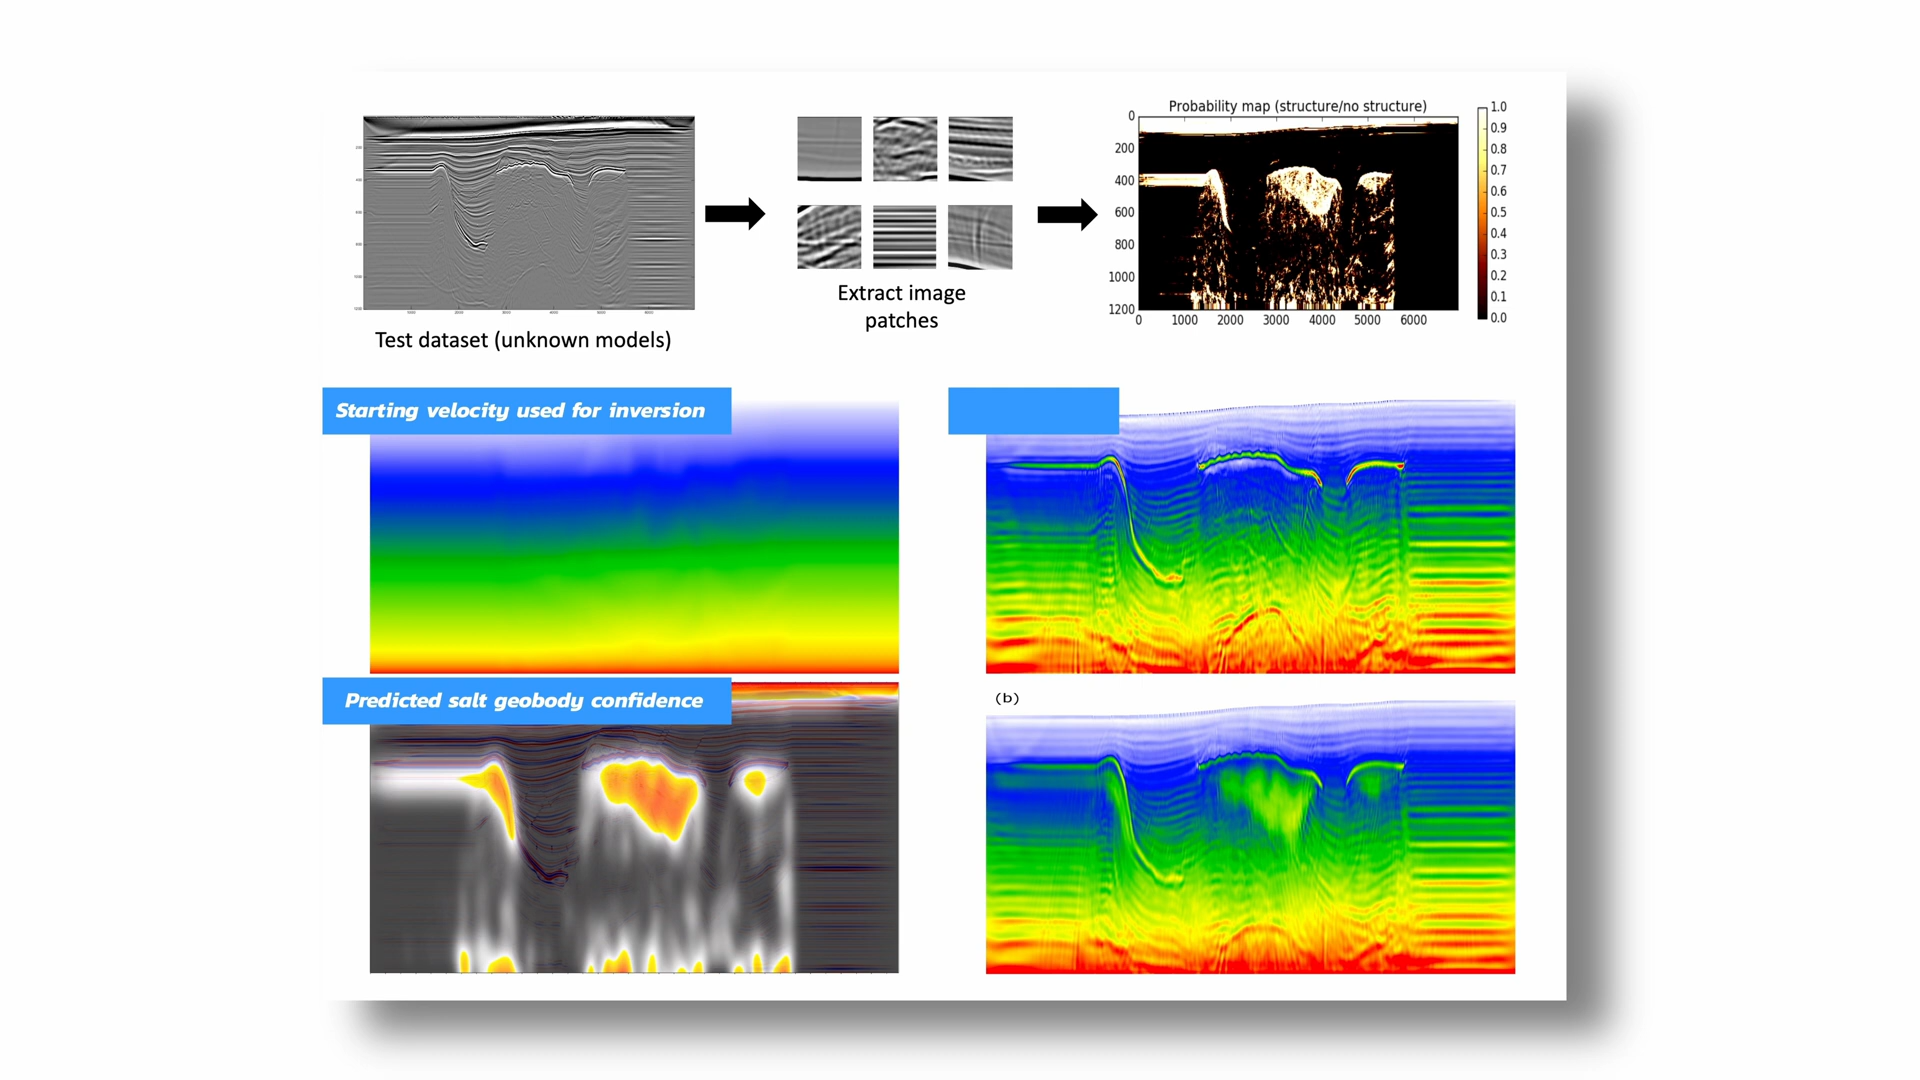 Probability map (structure/no structure)
0
200
400
600
800
1000
1200
0 1000 2000 3000 4000 5000 6000
1.0
0.9
0.8
0.7
0.6
0.5
0.4
0.3
0.2
0.1
0.0
Extract image
patches
Test dataset (unknown models)
Starting velocity used for inversion
Predicted salt geobody confidence
(b)